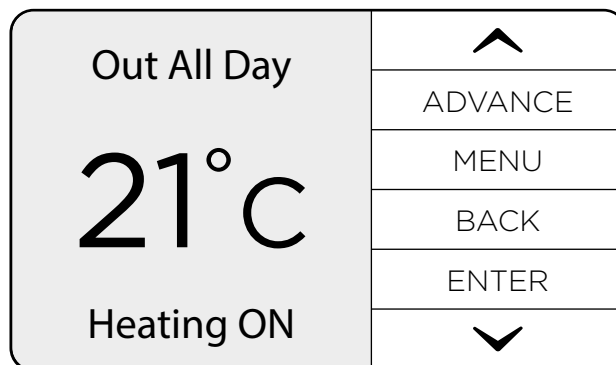 Out All Day
21°C
Heating ON
ADVANCE
MENU
BACK
ENTER